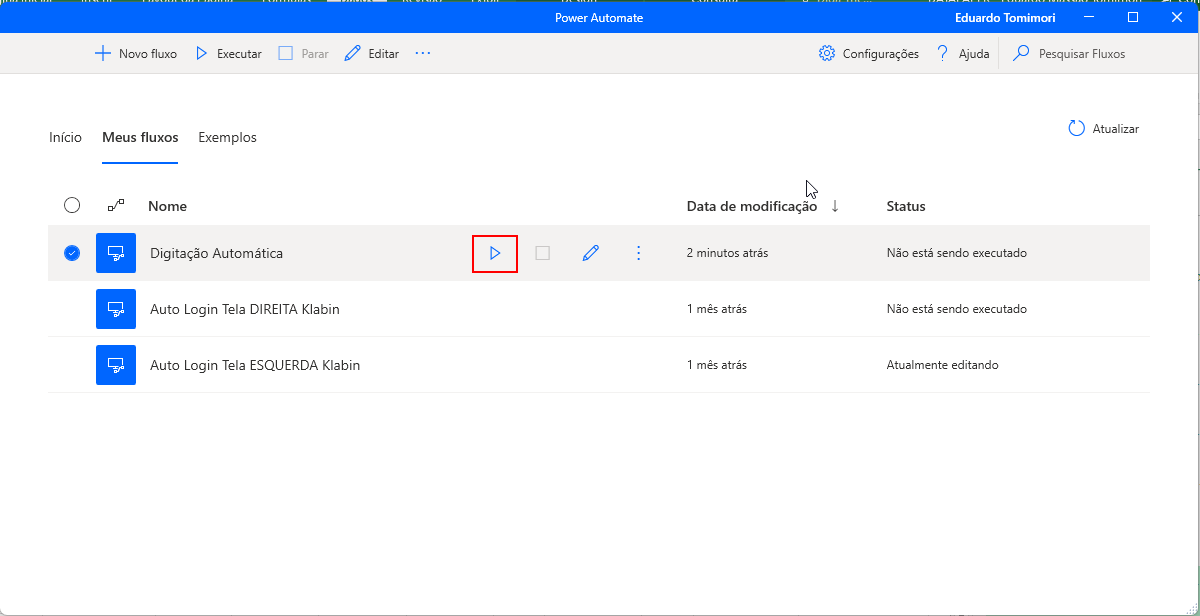 Power Automate
Eduardo Tomimori
Novo fluxo
Executar
Parar
Editar
Configurações
Ajuda
Pesquisar Fluxos
Início
Meus fluxos
Exemplos
Atualizar
Nome
Data de modificação
Status
Digitação Automática
2 minutos atrás
Não está sendo executado
Auto Login Tela DIREITA Klabin
1 mês atrás
Não está sendo executado
Auto Login Tela ESQUERDA Klabin
1 mês atrás
Atualmente editando